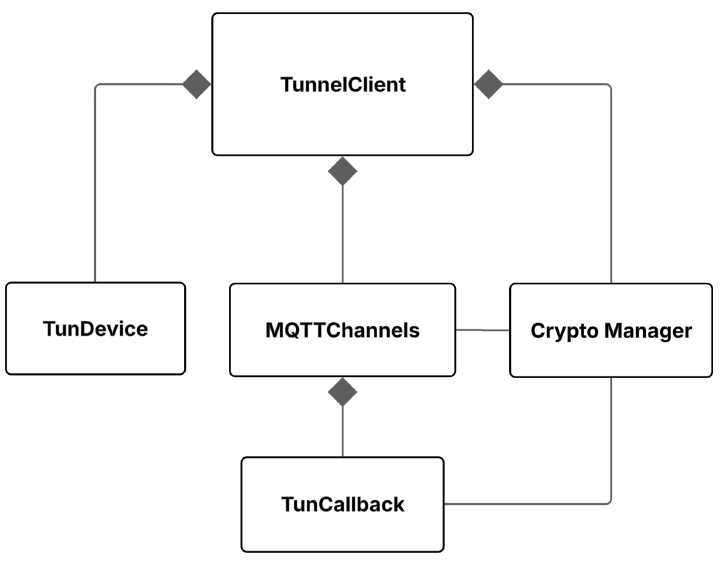 TunnelClient
TunDevice
MQTTChannels
Crypto Manager
TunCallback